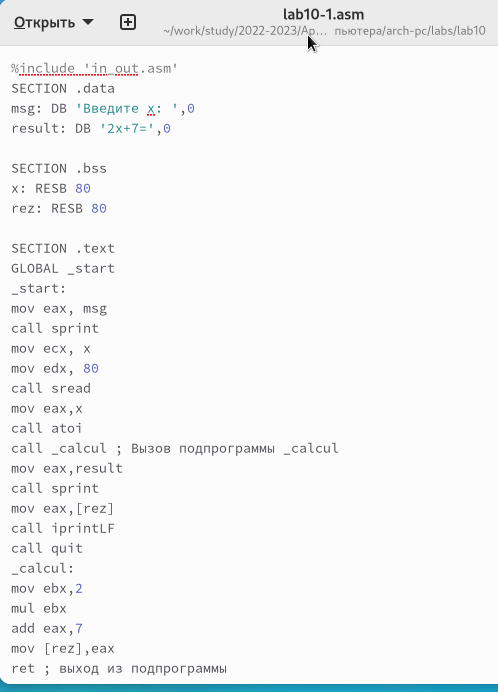 Открыть
lab10-1.asm
~/work/study/2022-2023/Ар... пьютера/arch-pc/labs/lab10
%include 'in_out.asm'
SECTION .data
msg: DB 'Введите x: ',0
result: DB '2x+7=',0
SECTION .bss
x: RESB 80
rez: RESB 80
SECTION .text
GLOBAL _start
_start:
mov eax, msg
call sprint
mov ecx, x
mov edx, 80
call sread
mov eax,x
call atoi
call _calcul ; Вызов подпрограммы _calcul
mov eax,result
call sprint
mov eax,[rez]
call iprintLF
call quit
_calcul:
mov ebx,2
mul ebx
add eax,7
mov [rez],eax
ret ; выход из подпрограммы